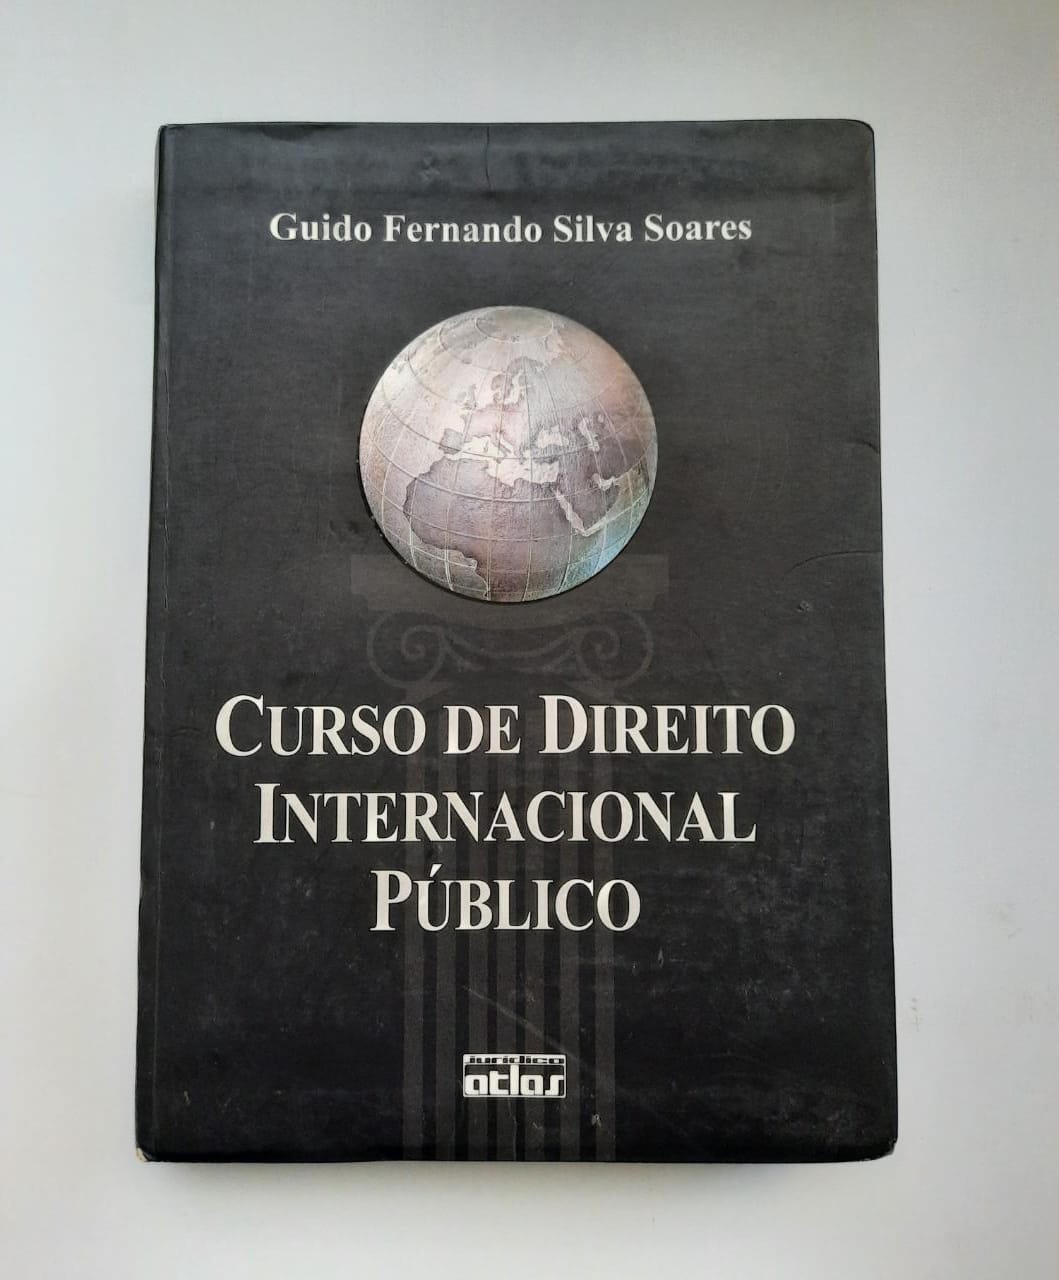 Guido Fernando Silva Soares
CURSO DE DIREITO
INTERNACIONAL
PÚBLICO
jurídico
atlas